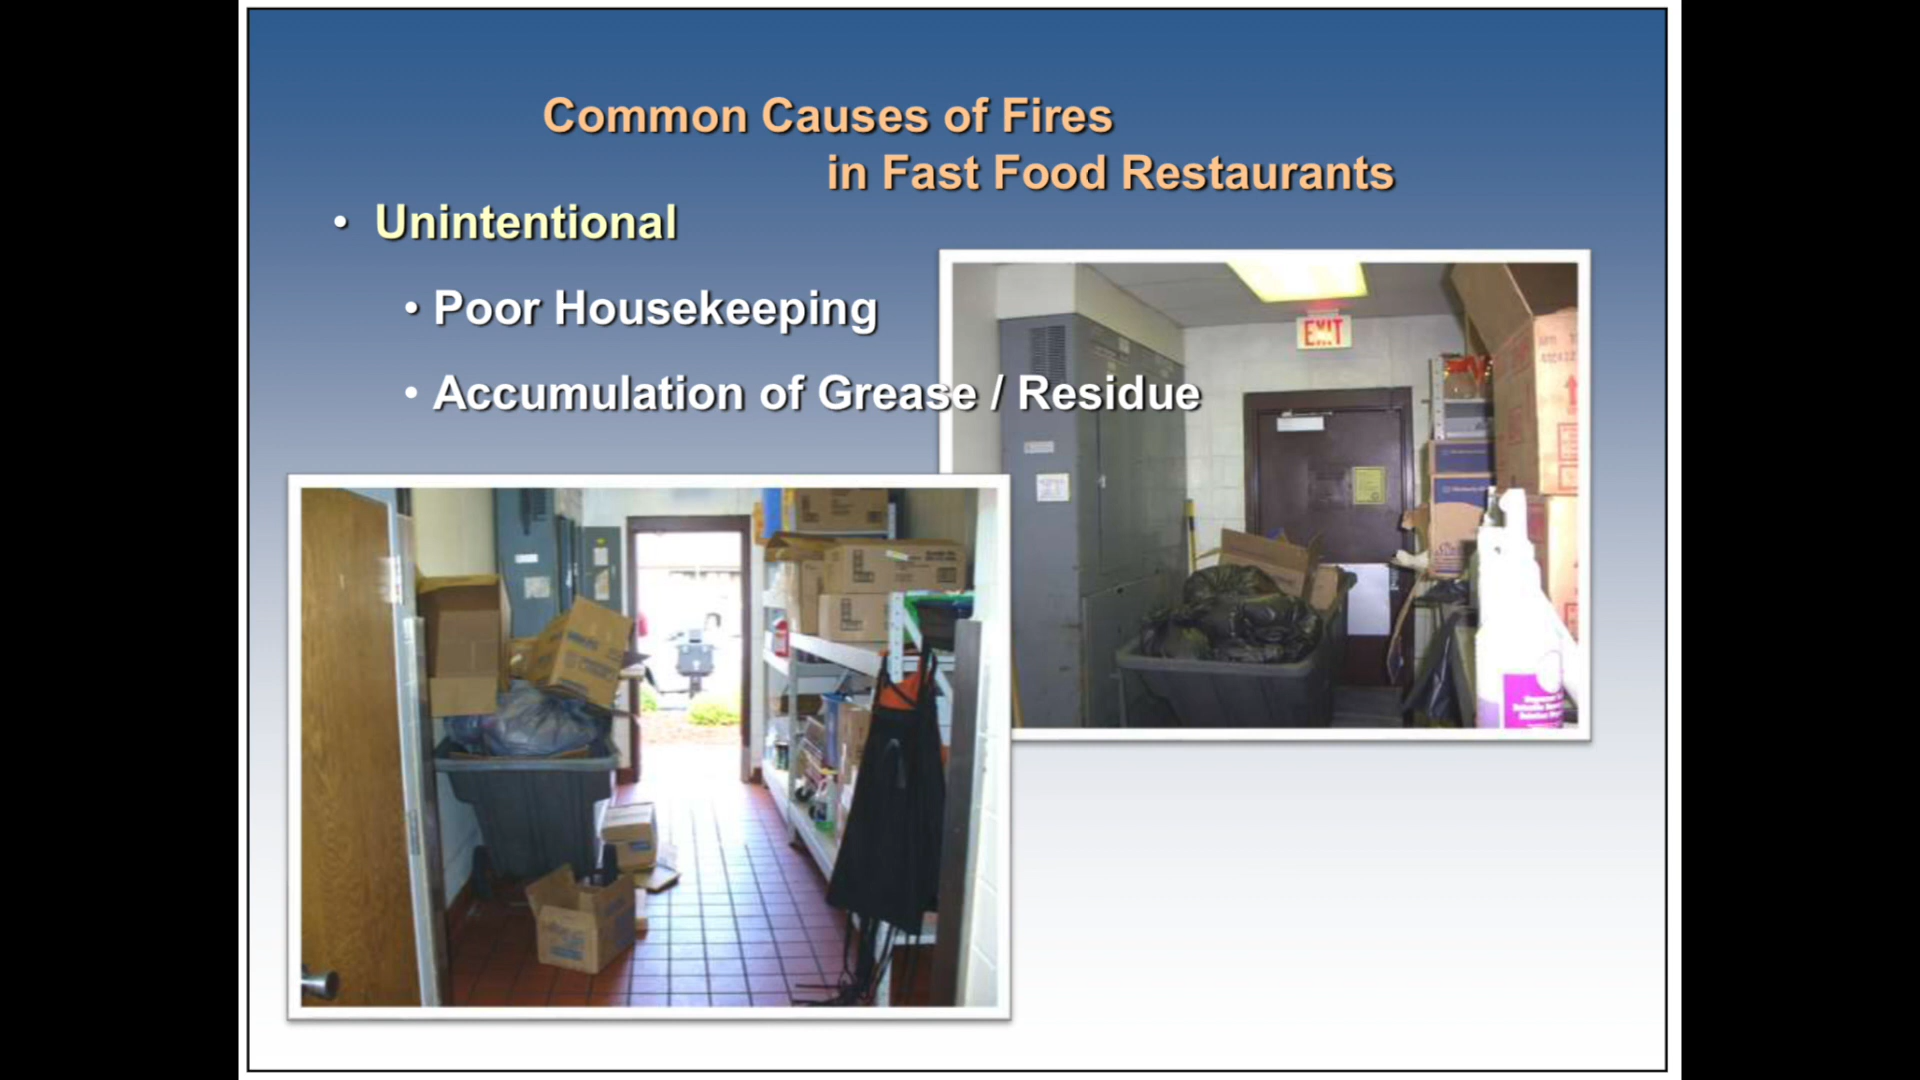 Common Causes of Fires
in Fast Food Restaurants
• Unintentional
• Poor Housekeeping
• Accumulation of Grease / Residue
EXIT